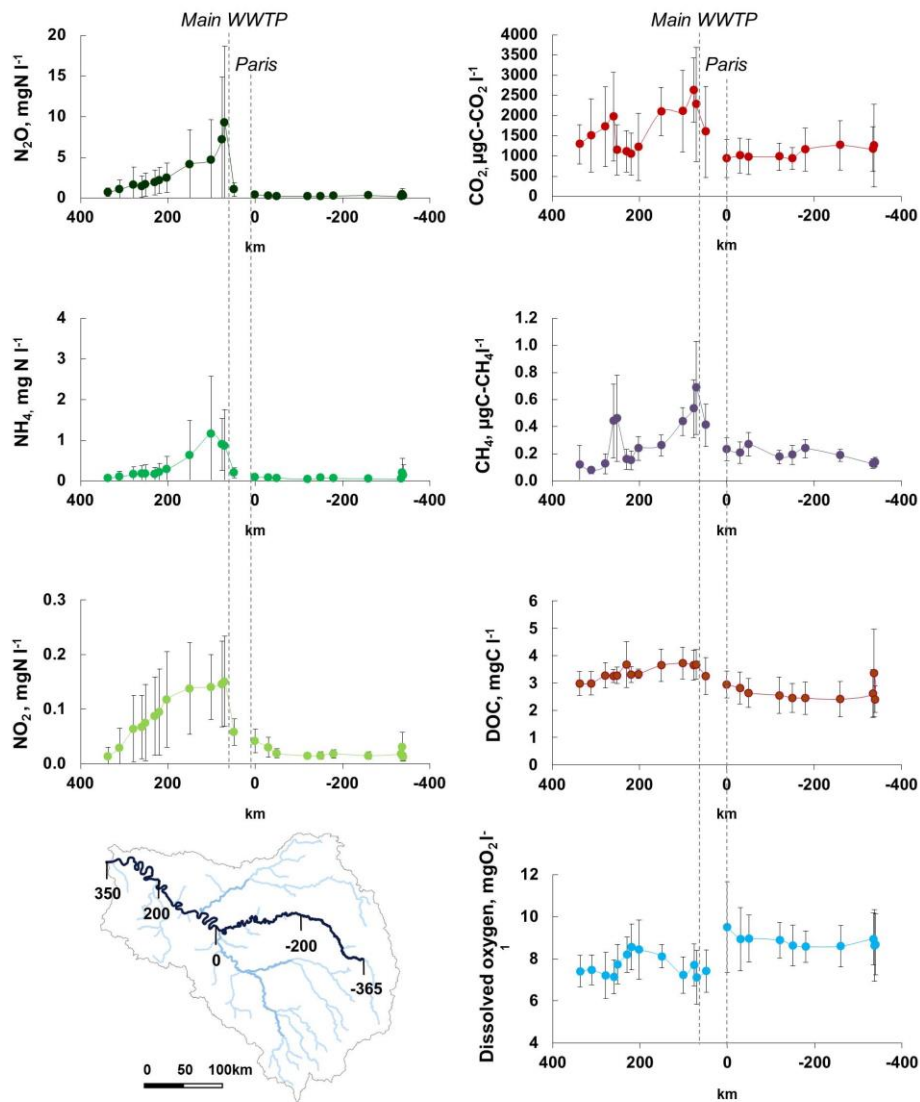 Main WWTP
Main WWTP
Paris
Paris
N2O, mgN l-1
20
15
10
5
0
400 200 0 -200 -400
km
CO2, µgC-CO2 l-1
4000
3500
3000
2500
2000
1500
1000
500
0
400 200 0 -200 -400
km
NH4, mg N l-1
4
3
2
1
0
400 200 0 -200 -400
km
CH4, µgC-CH4l-1
1.2
1.0
0.8
0.6
0.4
0.2
0.0
400 200 0 -200 -400
km
NO2, mgN l-1
0.3
0.2
0.1
0.0
400 200 0 -200 -400
km
DOC, mgC l-1
6
5
4
3
2
1
0
400 200 0 -200 -400
km
350
200
0
-200
-365
0 50 100km
Dissolved oxygen, mgO2 l-
1
12
10
8
6
4
400 200 0 -200 -400
km